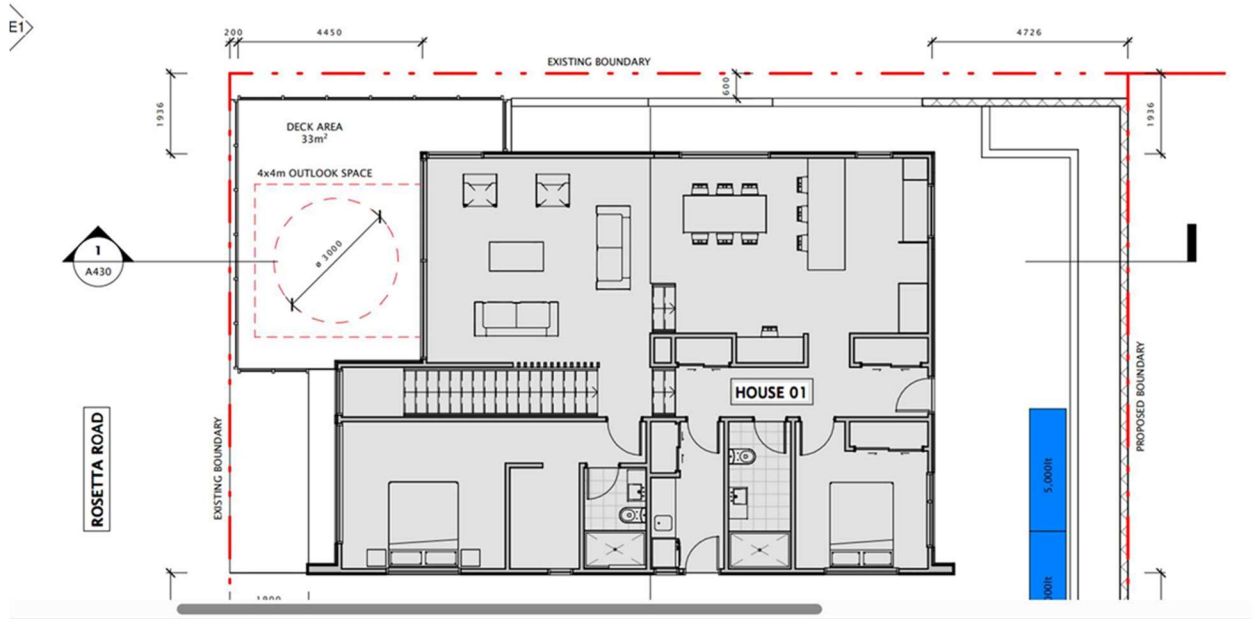 E1
200
4450
4726
EXISTING BOUNDARY
600
1936
1936
DECK AREA
33m²
4x4m OUTLOOK SPACE
ø 3000
1
A430
HOUSE 01
ROSETTA ROAD
EXISTING BOUNDARY
PROPOSED BOUNDARY
5,000lt